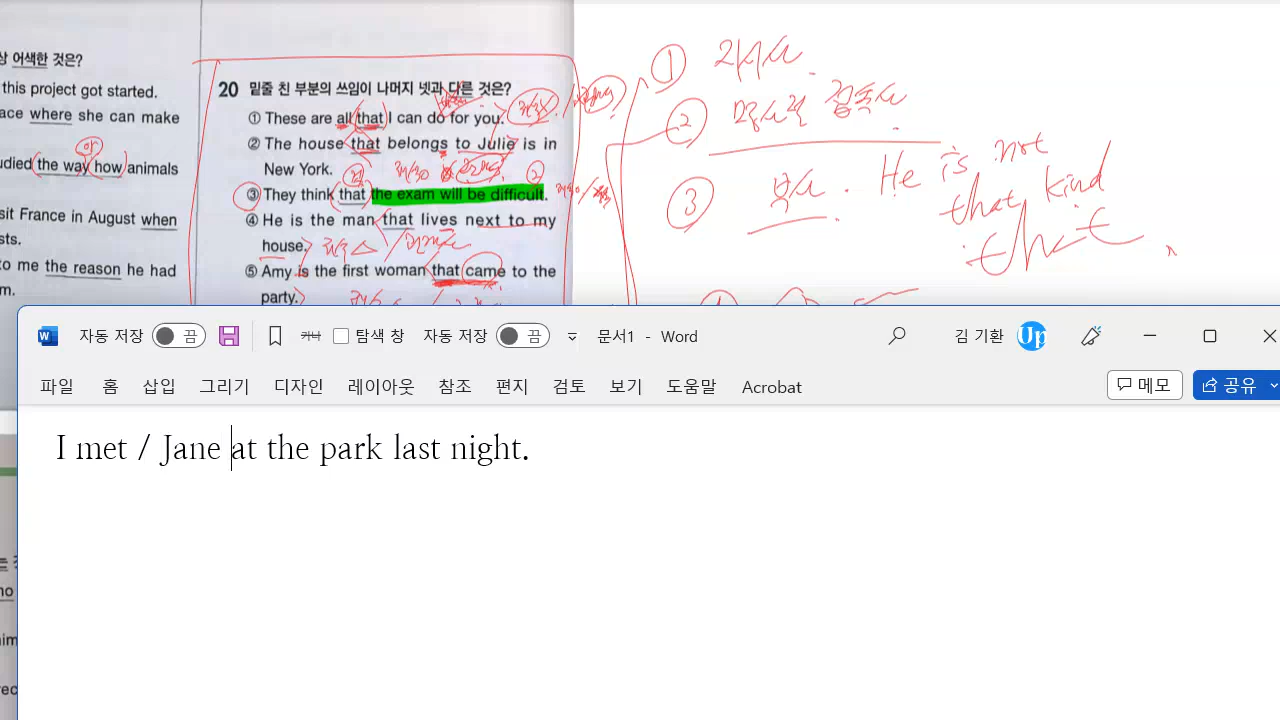 상 어색한 것은?
this project got started.
ace where she can make
야
udied (the way how) animals
sit France in August when
sts.
to me the reason he had
m.
20 밑줄 친 부분의 쓰임이 나머지 넷과 다른 것은?
① These are all that I can do for you.
② The house that belongs to Julie is in
New York.
③ They think that the exam will be difficult.
④ He is the man that lives next to my
house.
⑤ Amy is the first woman that came to the
party.
①
② 명사절 접속사
③ 부사. He is not
that kind
that
자동 저장 끔 가나 탐색 창 자동 저장 끔 문서1 - Word 김 기환 Up
파일 홈 삽입 그리기 디자인 레이아웃 참조 편지 검토 보기 도움말 Acrobat 메모 공유
I met / Jane at the park last night.
는
no
nim
rec